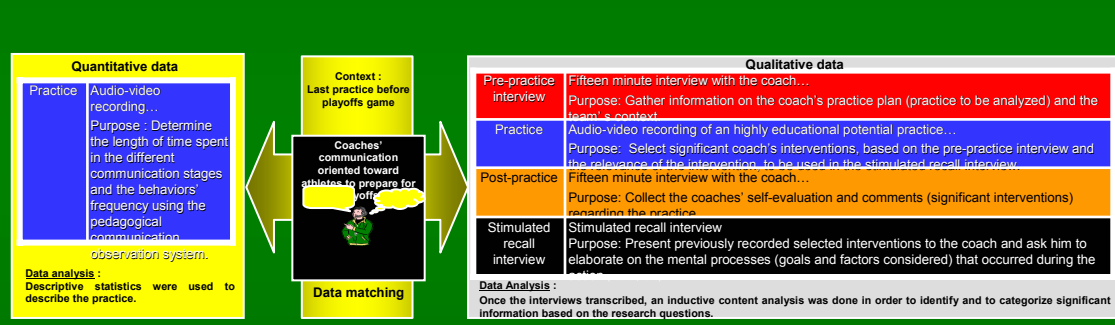 Quantitative data
Practice
Audio-video
recording…
Purpose : Determine
the length of time spent
in the different
communication stages
and the behaviors'
frequency using the
pedagogical
communication
observation system.
Data analysis :
Descriptive statistics were used to
describe the practice.
Context :
Last practice before
playoffs game
Coaches'
communication
oriented toward
athletes to prepare for
Data matching
Qualitative data
Pre-practice
interview
Fifteen minute interview with the coach…
Purpose: Gather information on the coach's practice plan (practice to be analyzed) and the
team' s context
Practice
Audio-video recording of an highly educational potential practice…
Purpose: Select significant coach's interventions, based on the pre-practice interview and
the relevance of the intervention, to be used in the stimulated recall interview
Post-practice
Fifteen minute interview with the coach…
Purpose: Collect the coaches' self-evaluation and comments (significant interventions)
regarding the practice
Stimulated
recall
interview
Stimulated recall interview
Purpose: Present previously recorded selected interventions to the coach and ask him to
elaborate on the mental processes (goals and factors considered) that occurred during the
Data Analysis :
Once the interviews transcribed, an inductive content analysis was done in order to identify and to categorize significant
information based on the research questions.